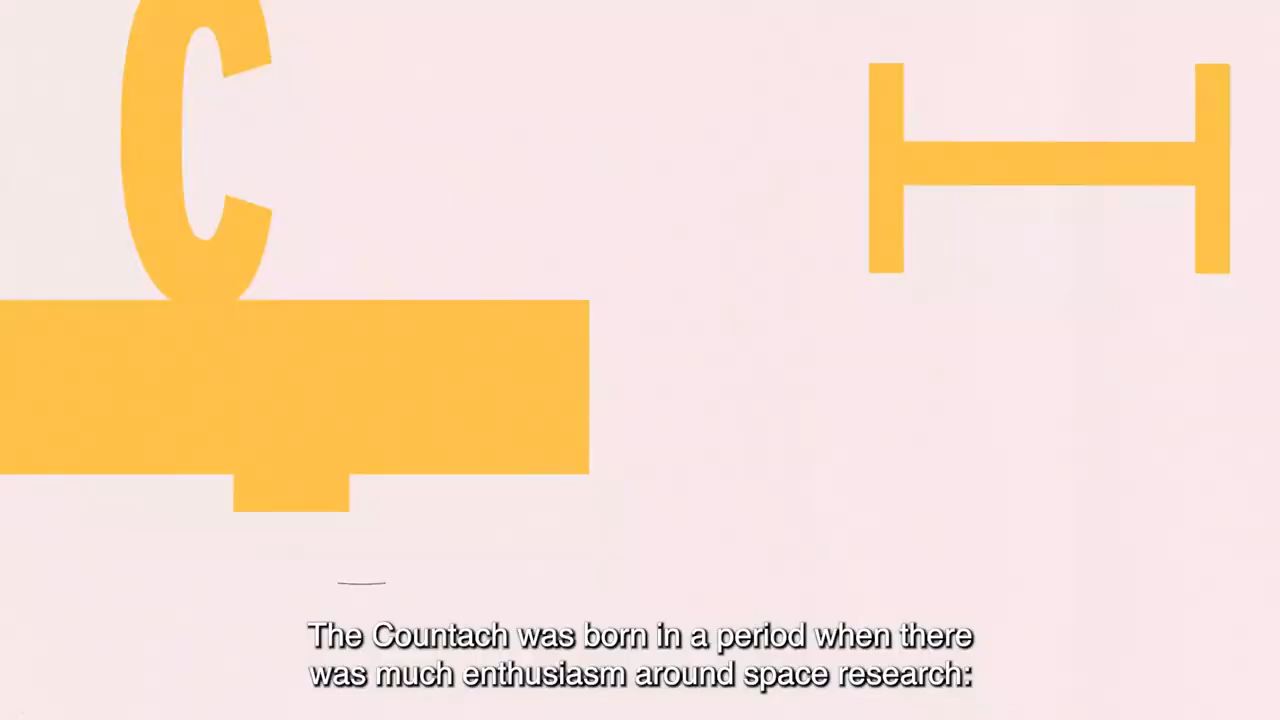 C H
The Countach was born in a period when there
was much enthusiasm around space research: